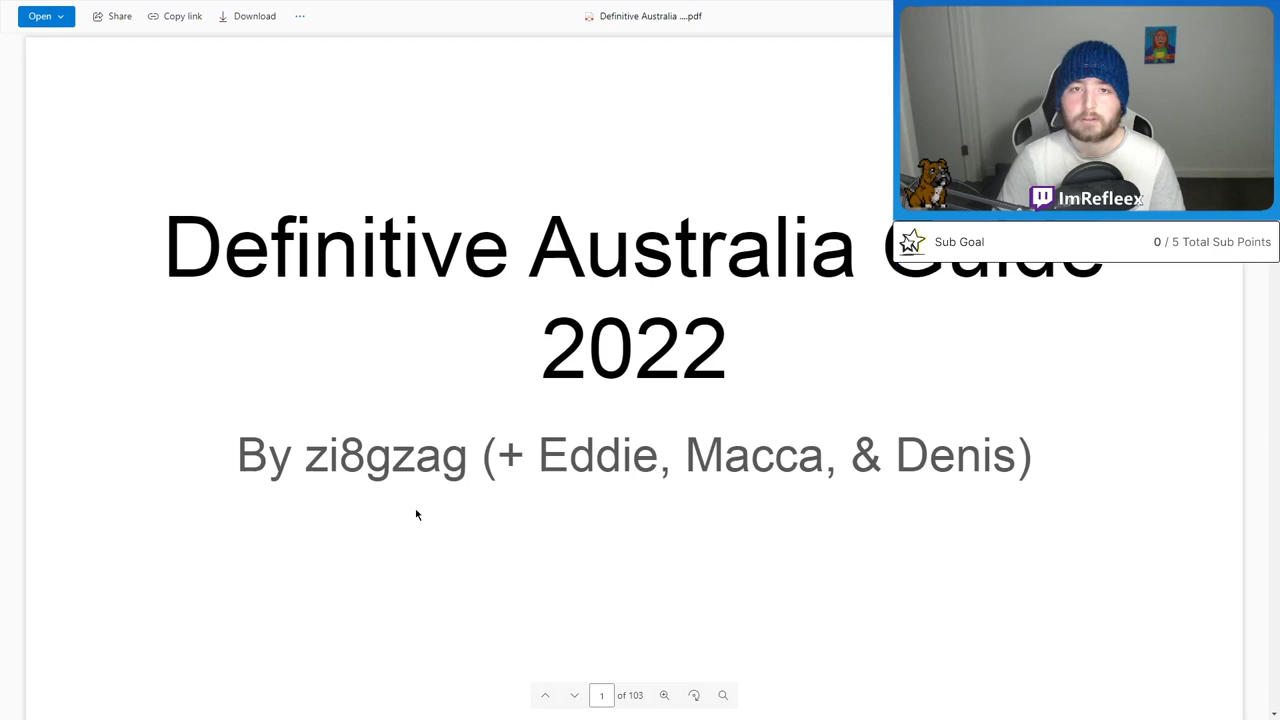 Open
Share
Copy link
Download
...
Definitive Australia ....pdf
ImRefleex
Sub Goal
0 / 5 Total Sub Points
Definitive Australia Guide
2022
By zi8gzag (+ Eddie, Macca, & Denis)
1 of 103